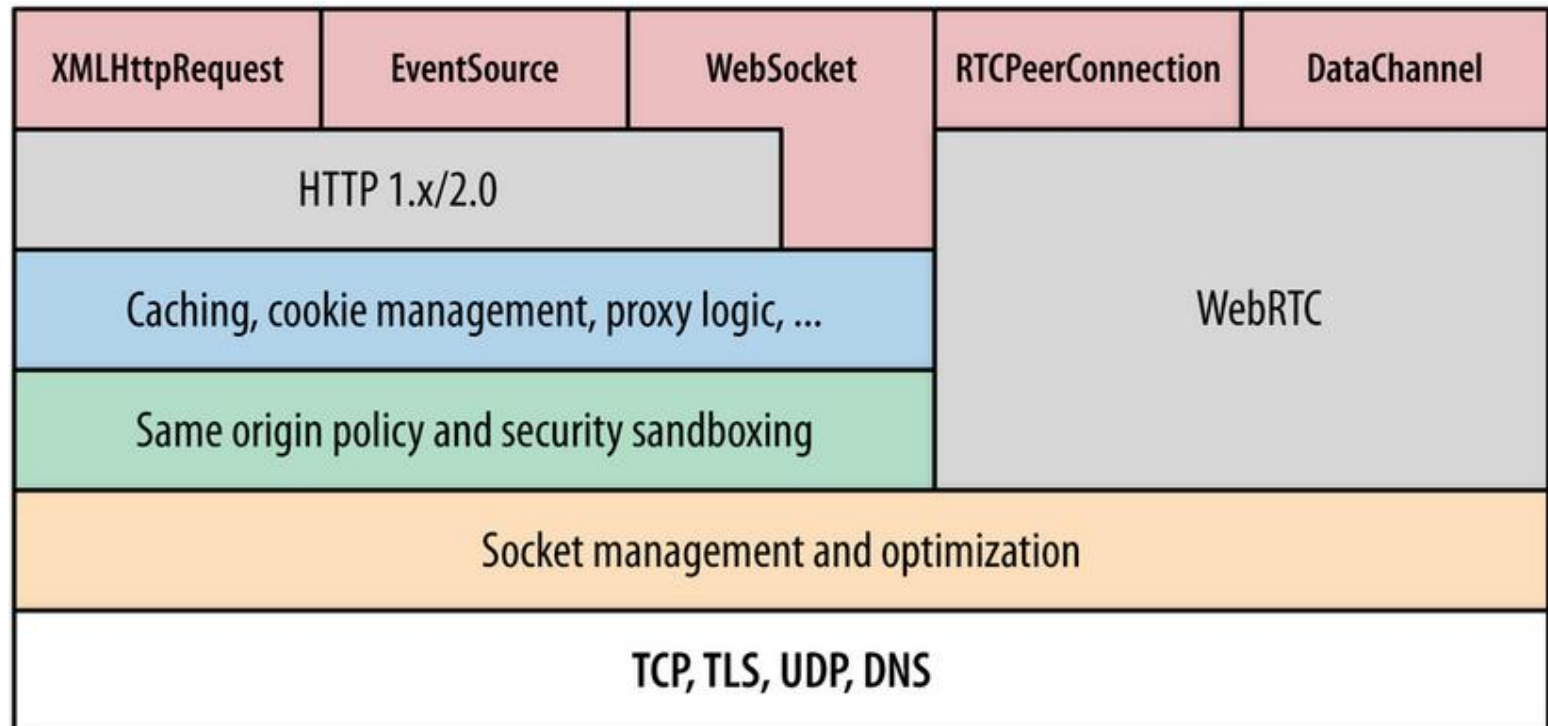 XMLHttpRequest
EventSource
WebSocket
RTCPeerConnection
DataChannel
HTTP 1.x/2.0
Caching, cookie management, proxy logic, ...
WebRTC
Same origin policy and security sandboxing
Socket management and optimization
TCP, TLS, UDP, DNS